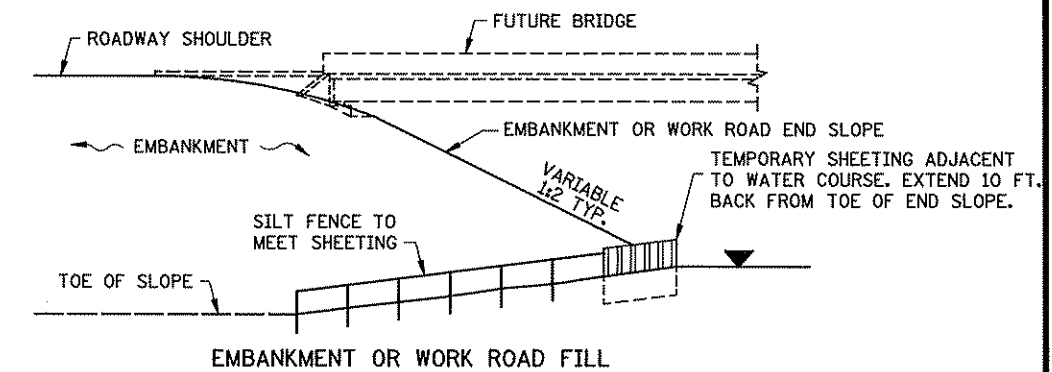 FUTURE BRIDGE
ROADWAY SHOULDER
EMBANKMENT OR WORK ROAD END SLOPE
EMBANKMENT
TEMPORARY SHEETING ADJACENT
TO WATER COURSE. EXTEND 10 FT.
BACK FROM TOE OF END SLOPE.
VARIABLE
1:2 TYP.
SILT FENCE TO
MEET SHEETING
TOE OF SLOPE
EMBANKMENT OR WORK ROAD FILL